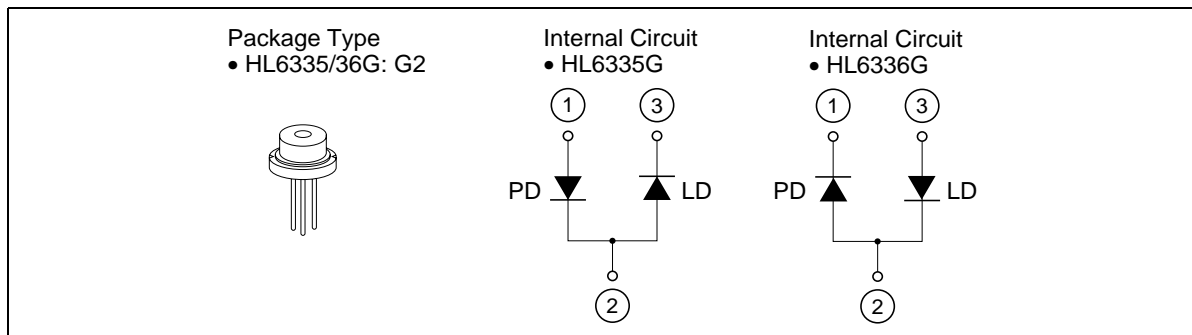 Package Type
• HL6335/36G: G2
Internal Circuit
• HL6335G
1
3
PD
LD
2
Internal Circuit
• HL6336G
1
3
PD
LD
2